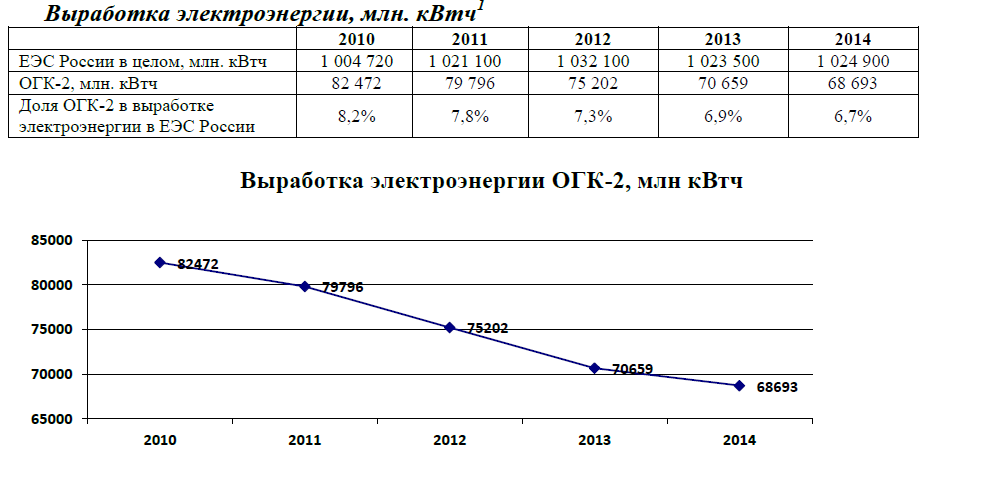 Выработка электроэнергии, млн. кВтч1
2010 2011 2012 2013 2014
ЕЭС России в целом, млн. кВтч 1 004 720 1 021 100 1 032 100 1 023 500 1 024 900
ОГК-2, млн. кВтч 82 472 79 796 75 202 70 659 68 693
Доля ОГК-2 в выработке
электроэнергии в ЕЭС России 8,2% 7,8% 7,3% 6,9% 6,7%
Выработка электроэнергии ОГК-2, млн кВтч
85000
80000
75000
70000
65000
82472
79796
75202
70659
68693
2010 2011 2012 2013 2014